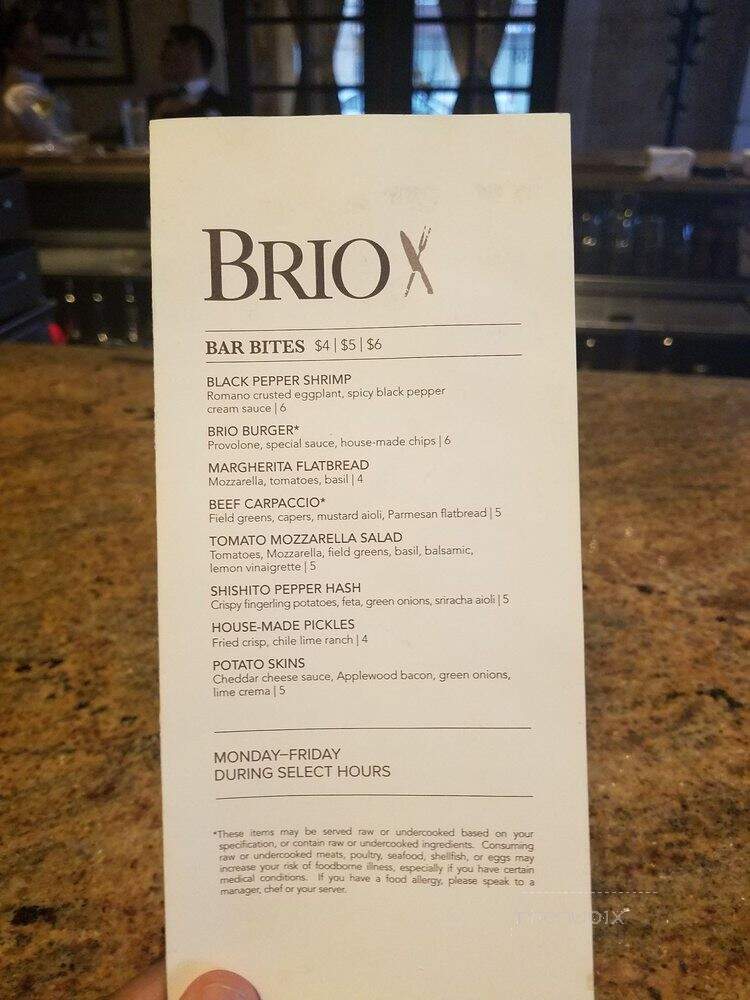 BRIO
BAR BITES $4 | $5 | $6
BLACK PEPPER SHRIMP
Romano crusted eggplant, spicy black pepper
cream sauce | 6
BRIO BURGER*
Provolone, special sauce, house-made chips | 6
MARGHERITA FLATBREAD
Mozzarella, tomatoes, basil | 4
BEEF CARPACCIO*
Field greens, capers, mustard aioli, Parmesan flatbread | 5
TOMATO MOZZARELLA SALAD
Tomatoes, Mozzarella, field greens, basil, balsamic,
lemon vinaigrette | 5
SHISHITO PEPPER HASH
Crispy fingerling potatoes, feta, green onions, sriracha aioli | 5
HOUSE-MADE PICKLES
Fried crisp, chile lime ranch | 4
POTATO SKINS
Cheddar cheese sauce, Applewood bacon, green onions,
lime crema | 5
MONDAY–FRIDAY
DURING SELECT HOURS
*These items may be served raw or undercooked based on your
specification, or contain raw or undercooked ingredients. Consuming
raw or undercooked meats, poultry, seafood, shellfish, or eggs may
increase your risk of foodborne illness, especially if you have certain
medical conditions. If you have a food allergy, please speak to a
manager, chef or your server.